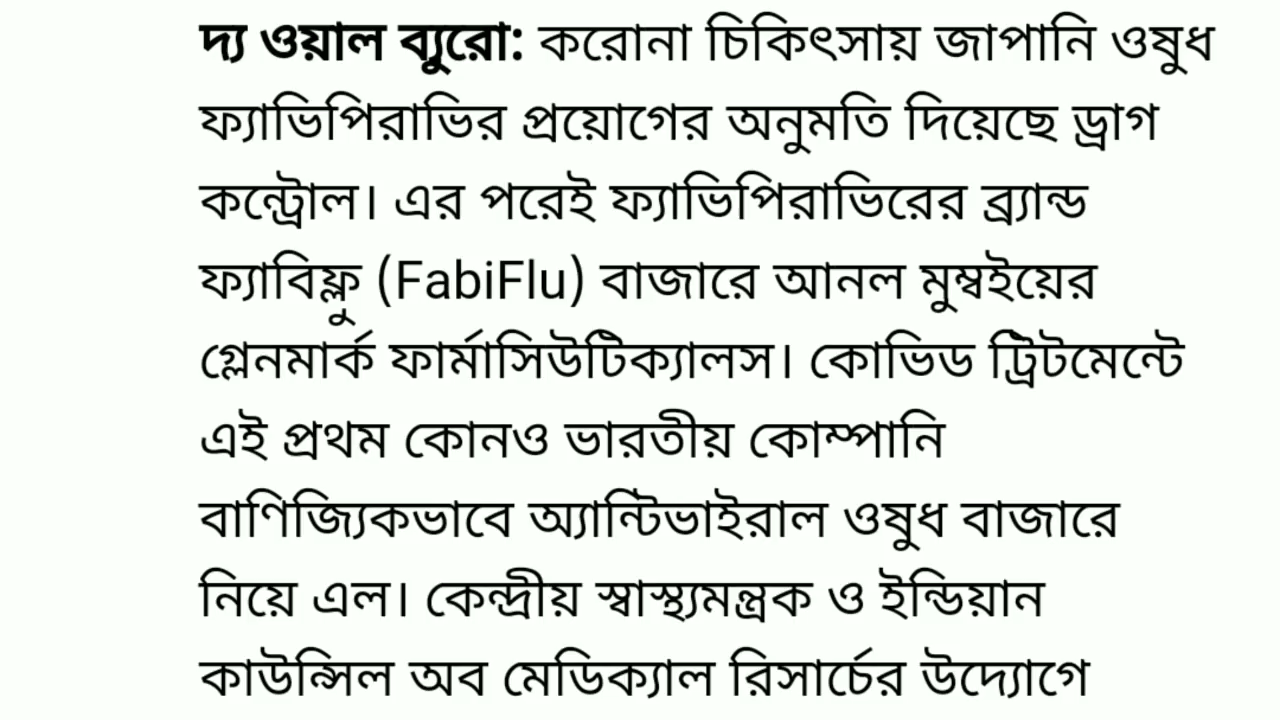 দ্য ওয়াল ব্যুরো: করোনা চিকিৎসায় জাপানি ওষুধ
ফ্যাভিপিরাভির প্রয়োগের অনুমতি দিয়েছে ড্রাগ
কন্ট্রোল। এর পরেই ফ্যাভিপিরাভিরের ব্র্যান্ড
ফ্যাবিফ্লু (FabiFlu) বাজারে আনল মুম্বইয়ের
গ্লেনমার্ক ফার্মাসিউটিক্যালস। কোভিড ট্রিটমেন্টে
এই প্রথম কোনও ভারতীয় কোম্পানি
বাণিজ্যিকভাবে অ্যান্টিভাইরাল ওষুধ বাজারে
নিয়ে এল। কেন্দ্রীয় স্বাস্থ্যমন্ত্রক ও ইন্ডিয়ান
কাউন্সিল অব মেডিক্যাল রিসার্চের উদ্যোগে